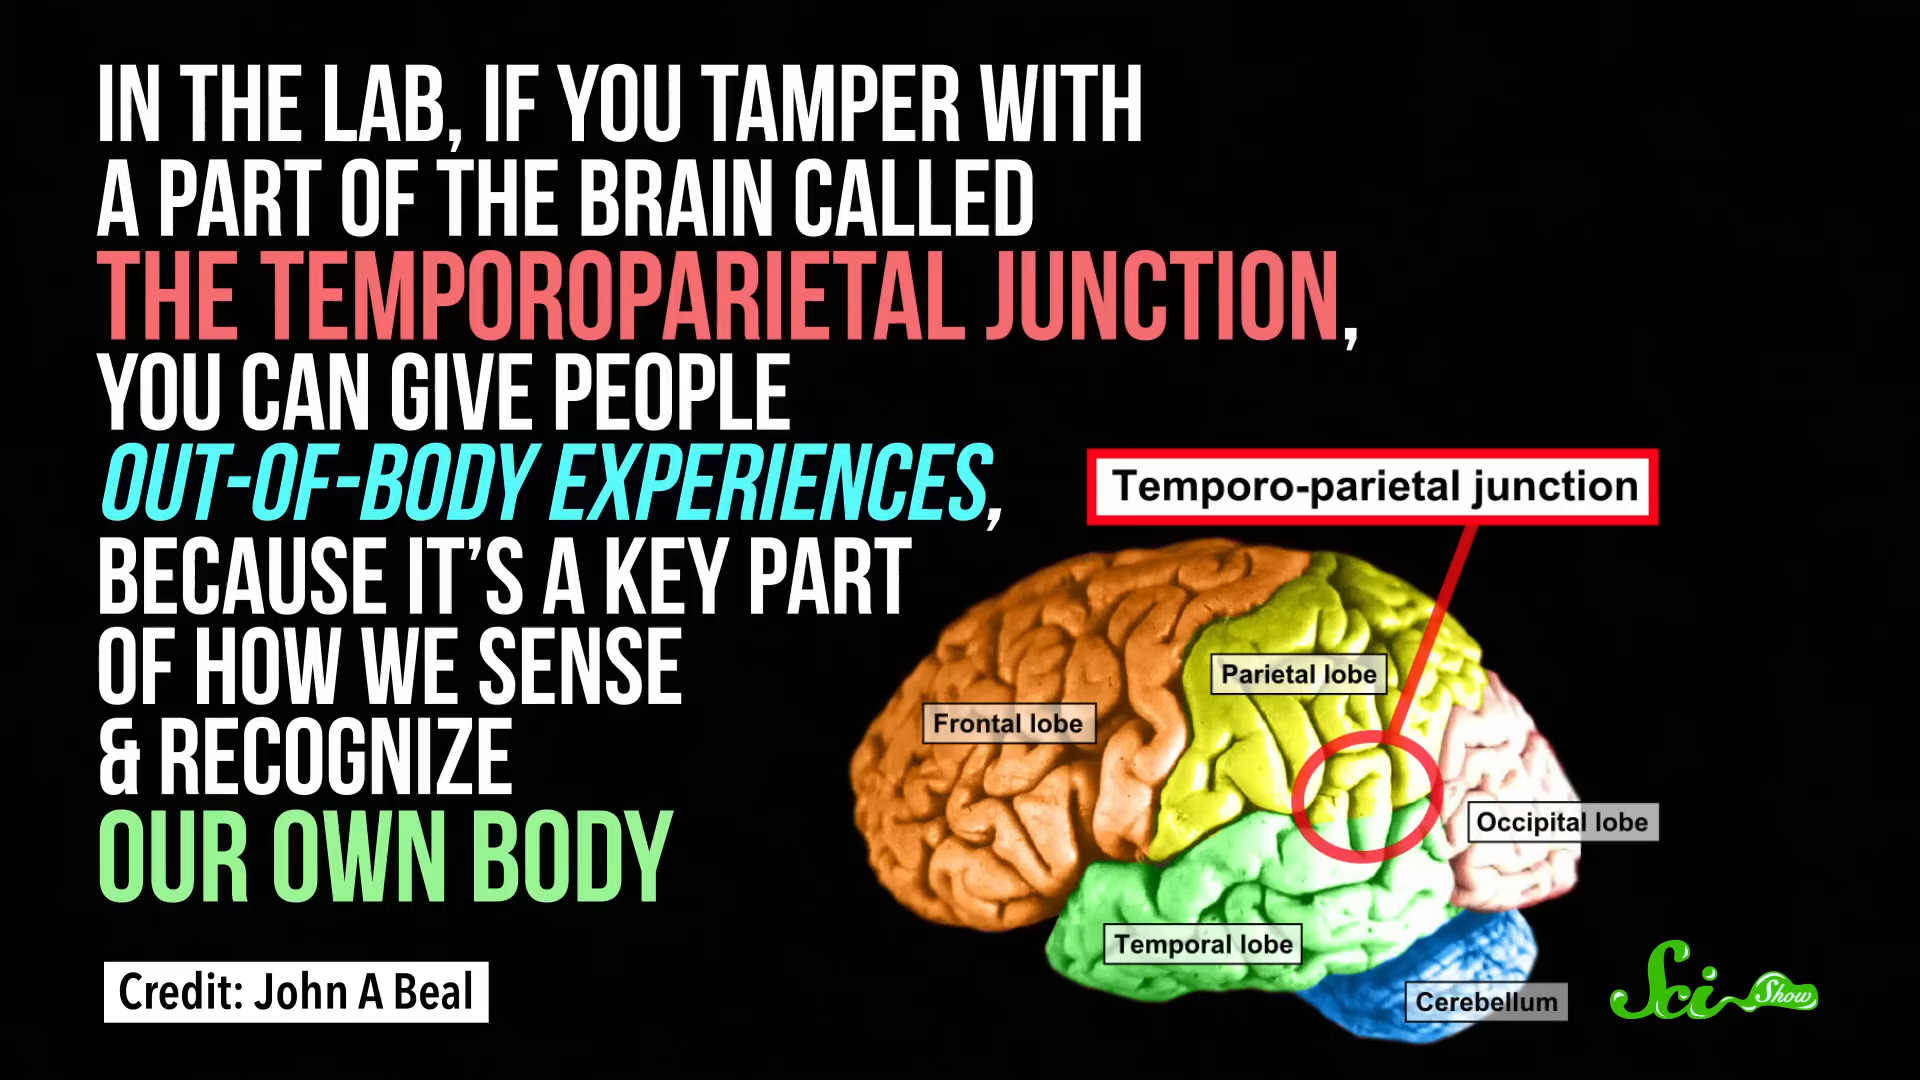 IN THE LAB, IF YOU TAMPER WITH
A PART OF THE BRAIN CALLED
THE TEMPOROPARIETAL JUNCTION,
YOU CAN GIVE PEOPLE
OUT-OF-BODY EXPERIENCES,
BECAUSE IT'S A KEY PART
OF HOW WE SENSE
& RECOGNIZE
OUR OWN BODY
Temporo-parietal junction
Parietal lobe
Frontal lobe
Occipital lobe
Temporal lobe
Cerebellum
Credit: John A Beal
Sci Show